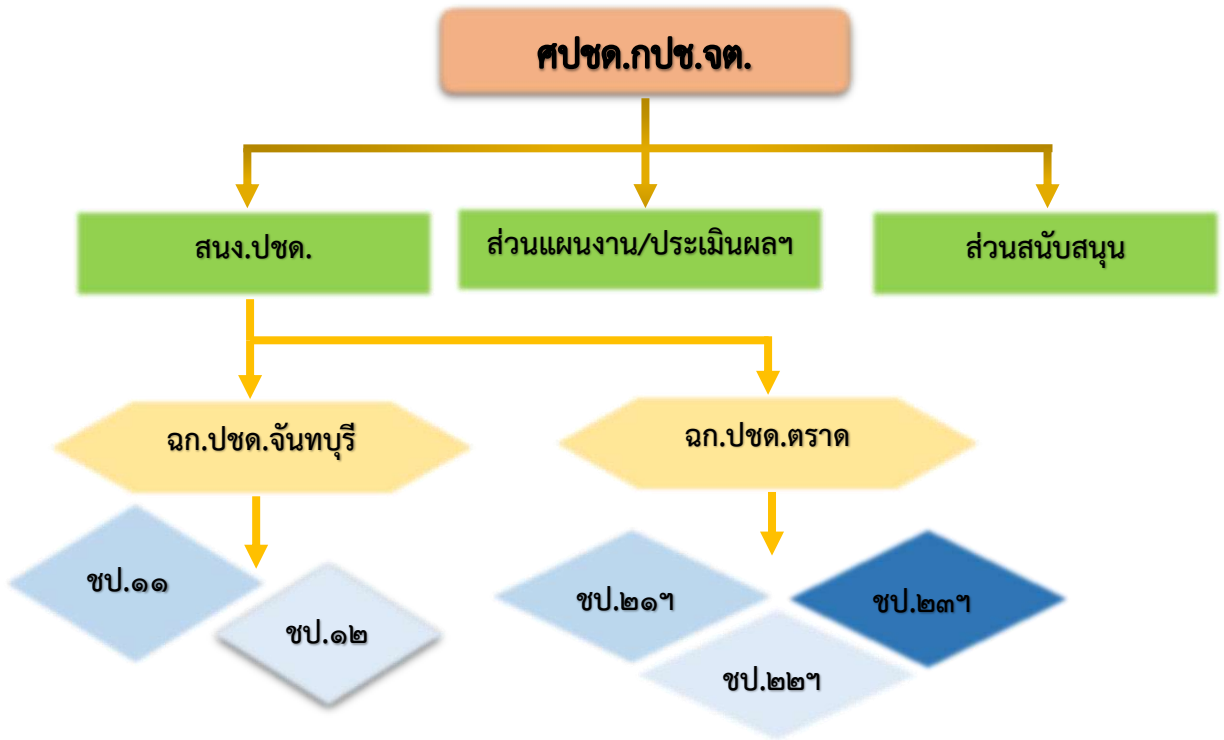 ศปชด.กปช.จต.
สนง.ปชด.
ส่วนแผนงาน/ประเมินผลฯ
ส่วนสนับสนุน
ฉก.ปชด.จันทบุรี
ฉก.ปชด.ตราด
ชป.๑๑
ชป.๑๒
ชป.๒๑ฯ
ชป.๒๒ฯ
ชป.๒๓ฯ